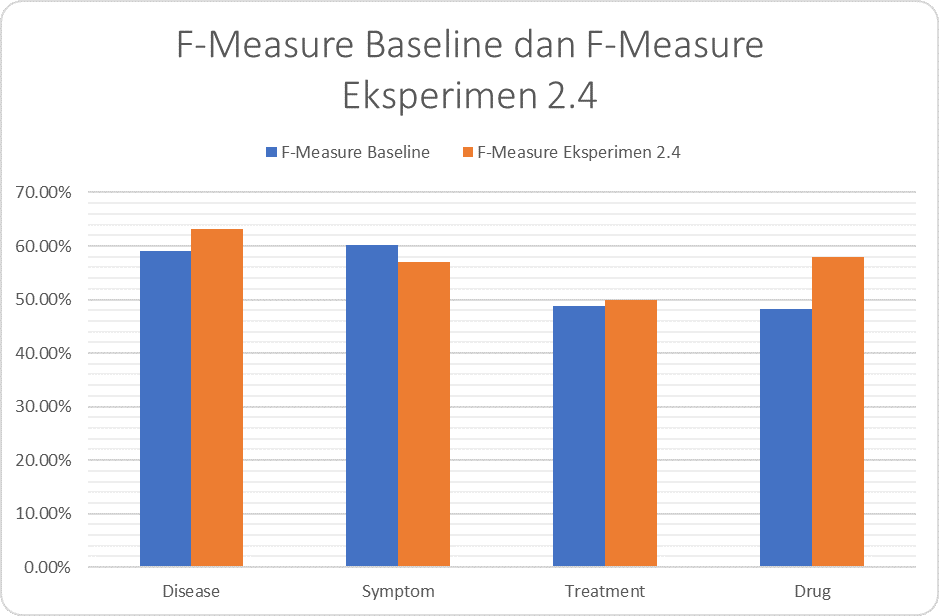 F-Measure Baseline dan F-Measure
Eksperimen 2.4
F-Measure Baseline
F-Measure Eksperimen 2.4
70.00%
60.00%
50.00%
40.00%
30.00%
20.00%
10.00%
0.00%
Disease
Symptom
Treatment
Drug